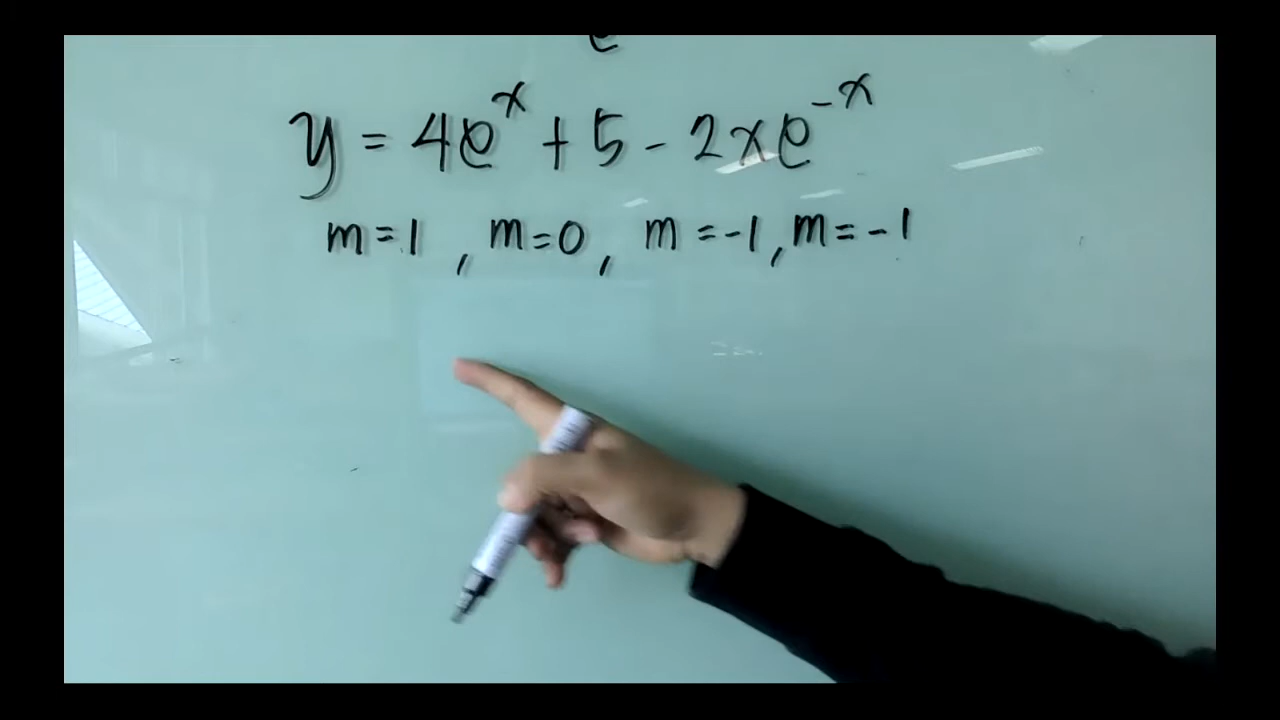 e
y = 4e^x + 5 - 2xe^-x
m=1 , m=0 , m =-1, m= -1